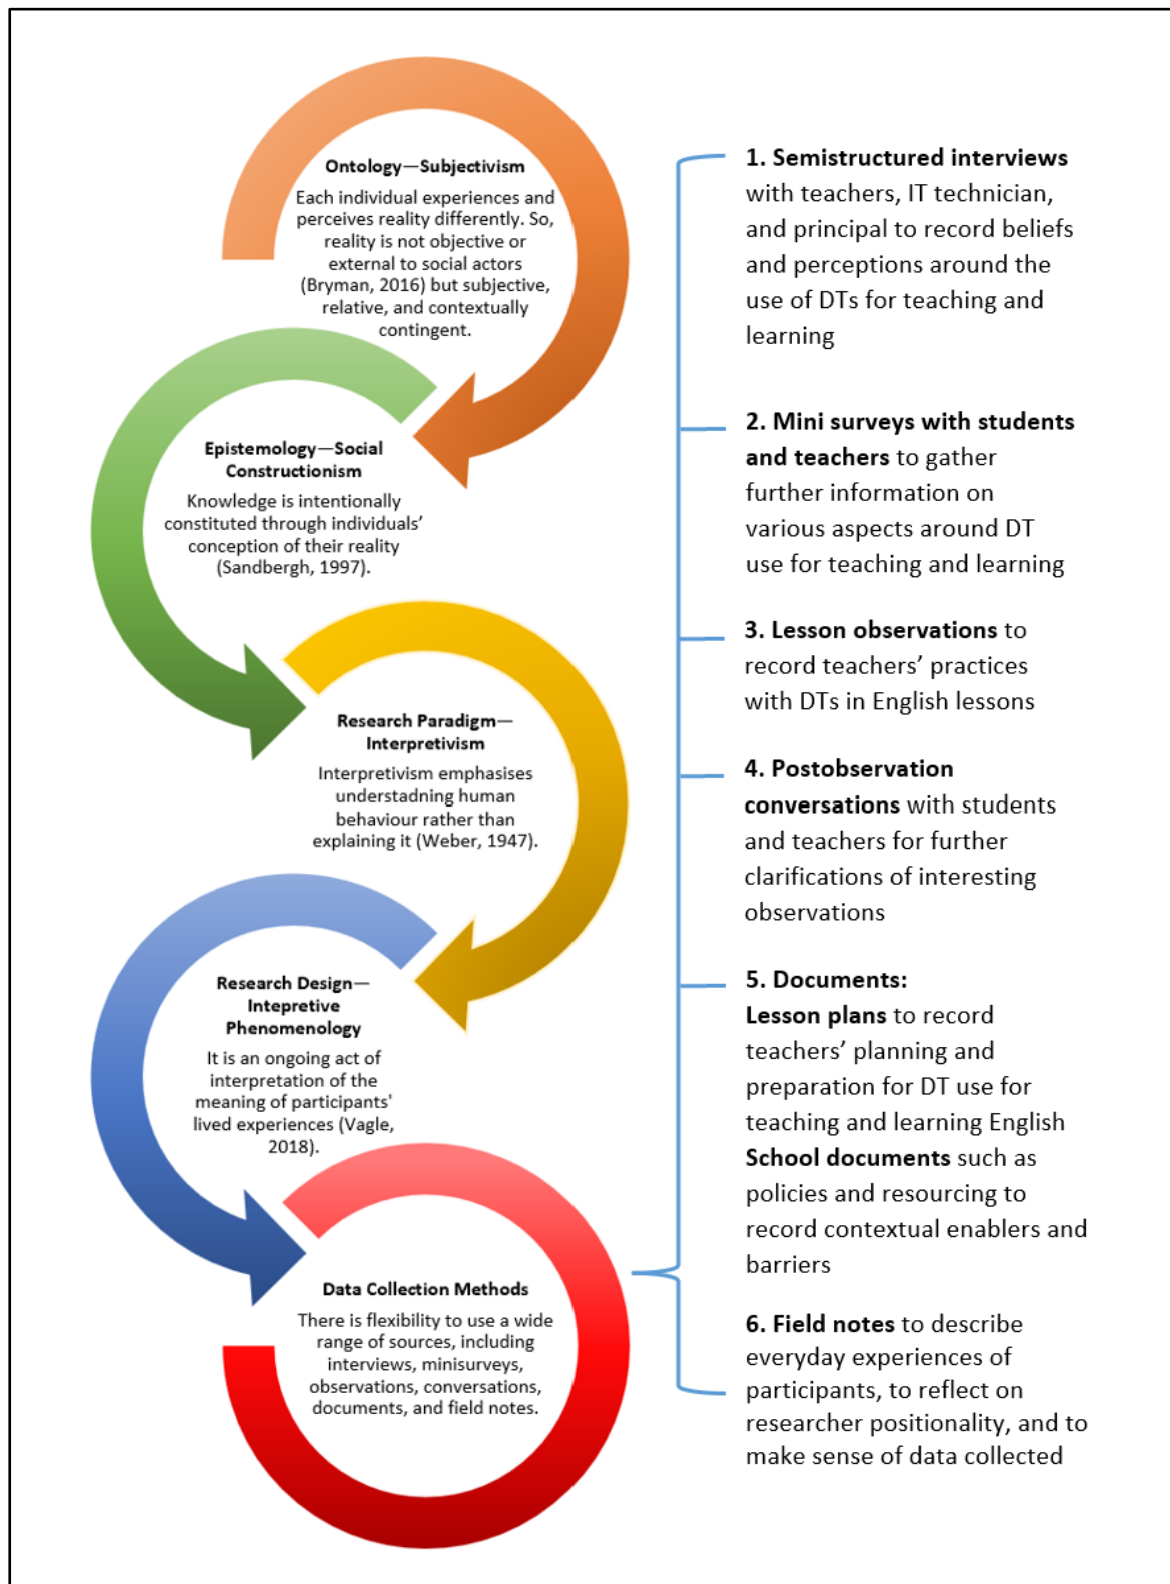 Ontology—Subjectivism
Each individual experiences and
perceives reality differently. So,
reality is not objective or
external to social actors
(Bryman, 2016) but subjective,
relative, and contextually
contingent.
Epistemology—Social
Constructionism
Knowledge is intentionally
constituted through individuals’
conception of their reality
(Sandbergh, 1997).
Research Paradigm—
Interpretivism
Interpretivism emphasises
understadning human
behaviour rather than
explaining it (Weber, 1947).
Research Design—
Intepretive
Phenomenology
It is an ongoing act of
interpretation of the
meaning of participants'
lived experiences (Vagle,
2018).
Data Collection Methods
There is flexibility to use a wide
range of sources, including
interviews, minisurveys,
observations, conversations,
documents, and field notes.
1. Semistructured interviews
with teachers, IT technician,
and principal to record beliefs
and perceptions around the
use of DTs for teaching and
learning
2. Mini surveys with students
and teachers to gather
further information on
various aspects around DT
use for teaching and learning
3. Lesson observations to
record teachers’ practices
with DTs in English lessons
4. Postobservation
conversations with students
and teachers for further
clarifications of interesting
observations
5. Documents:
Lesson plans to record
teachers’ planning and
preparation for DT use for
teaching and learning English
School documents such as
policies and resourcing to
record contextual enablers and
barriers
6. Field notes to describe
everyday experiences of
participants, to reflect on
researcher positionality, and to
make sense of data collected